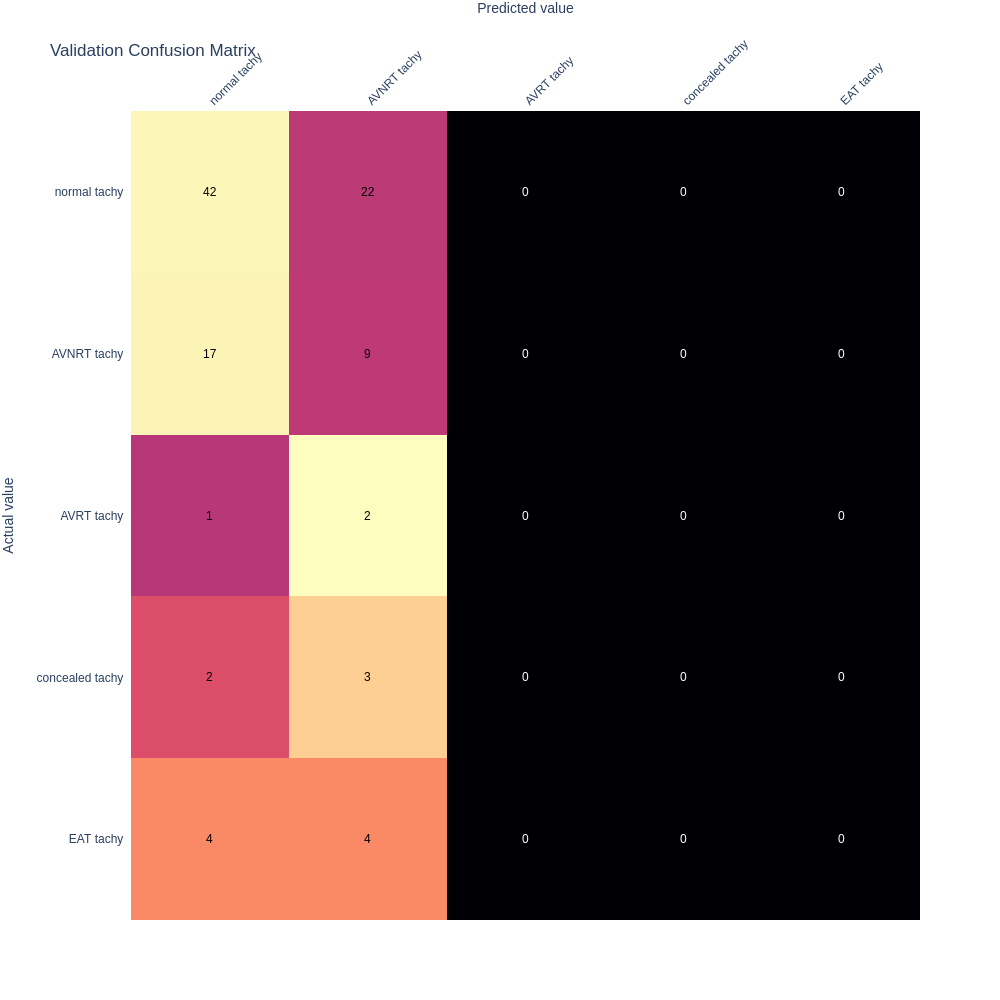 Predicted value
Validation Confusion Matrix
normal tachy AVNRT tachy AVRT tachy concealed tachy EAT tachy
normal tachy 42 22 0 0 0
AVNRT tachy 17 9 0 0 0
Actual value
AVRT tachy 1 2 0 0 0
concealed tachy 2 3 0 0 0
EAT tachy 4 4 0 0 0